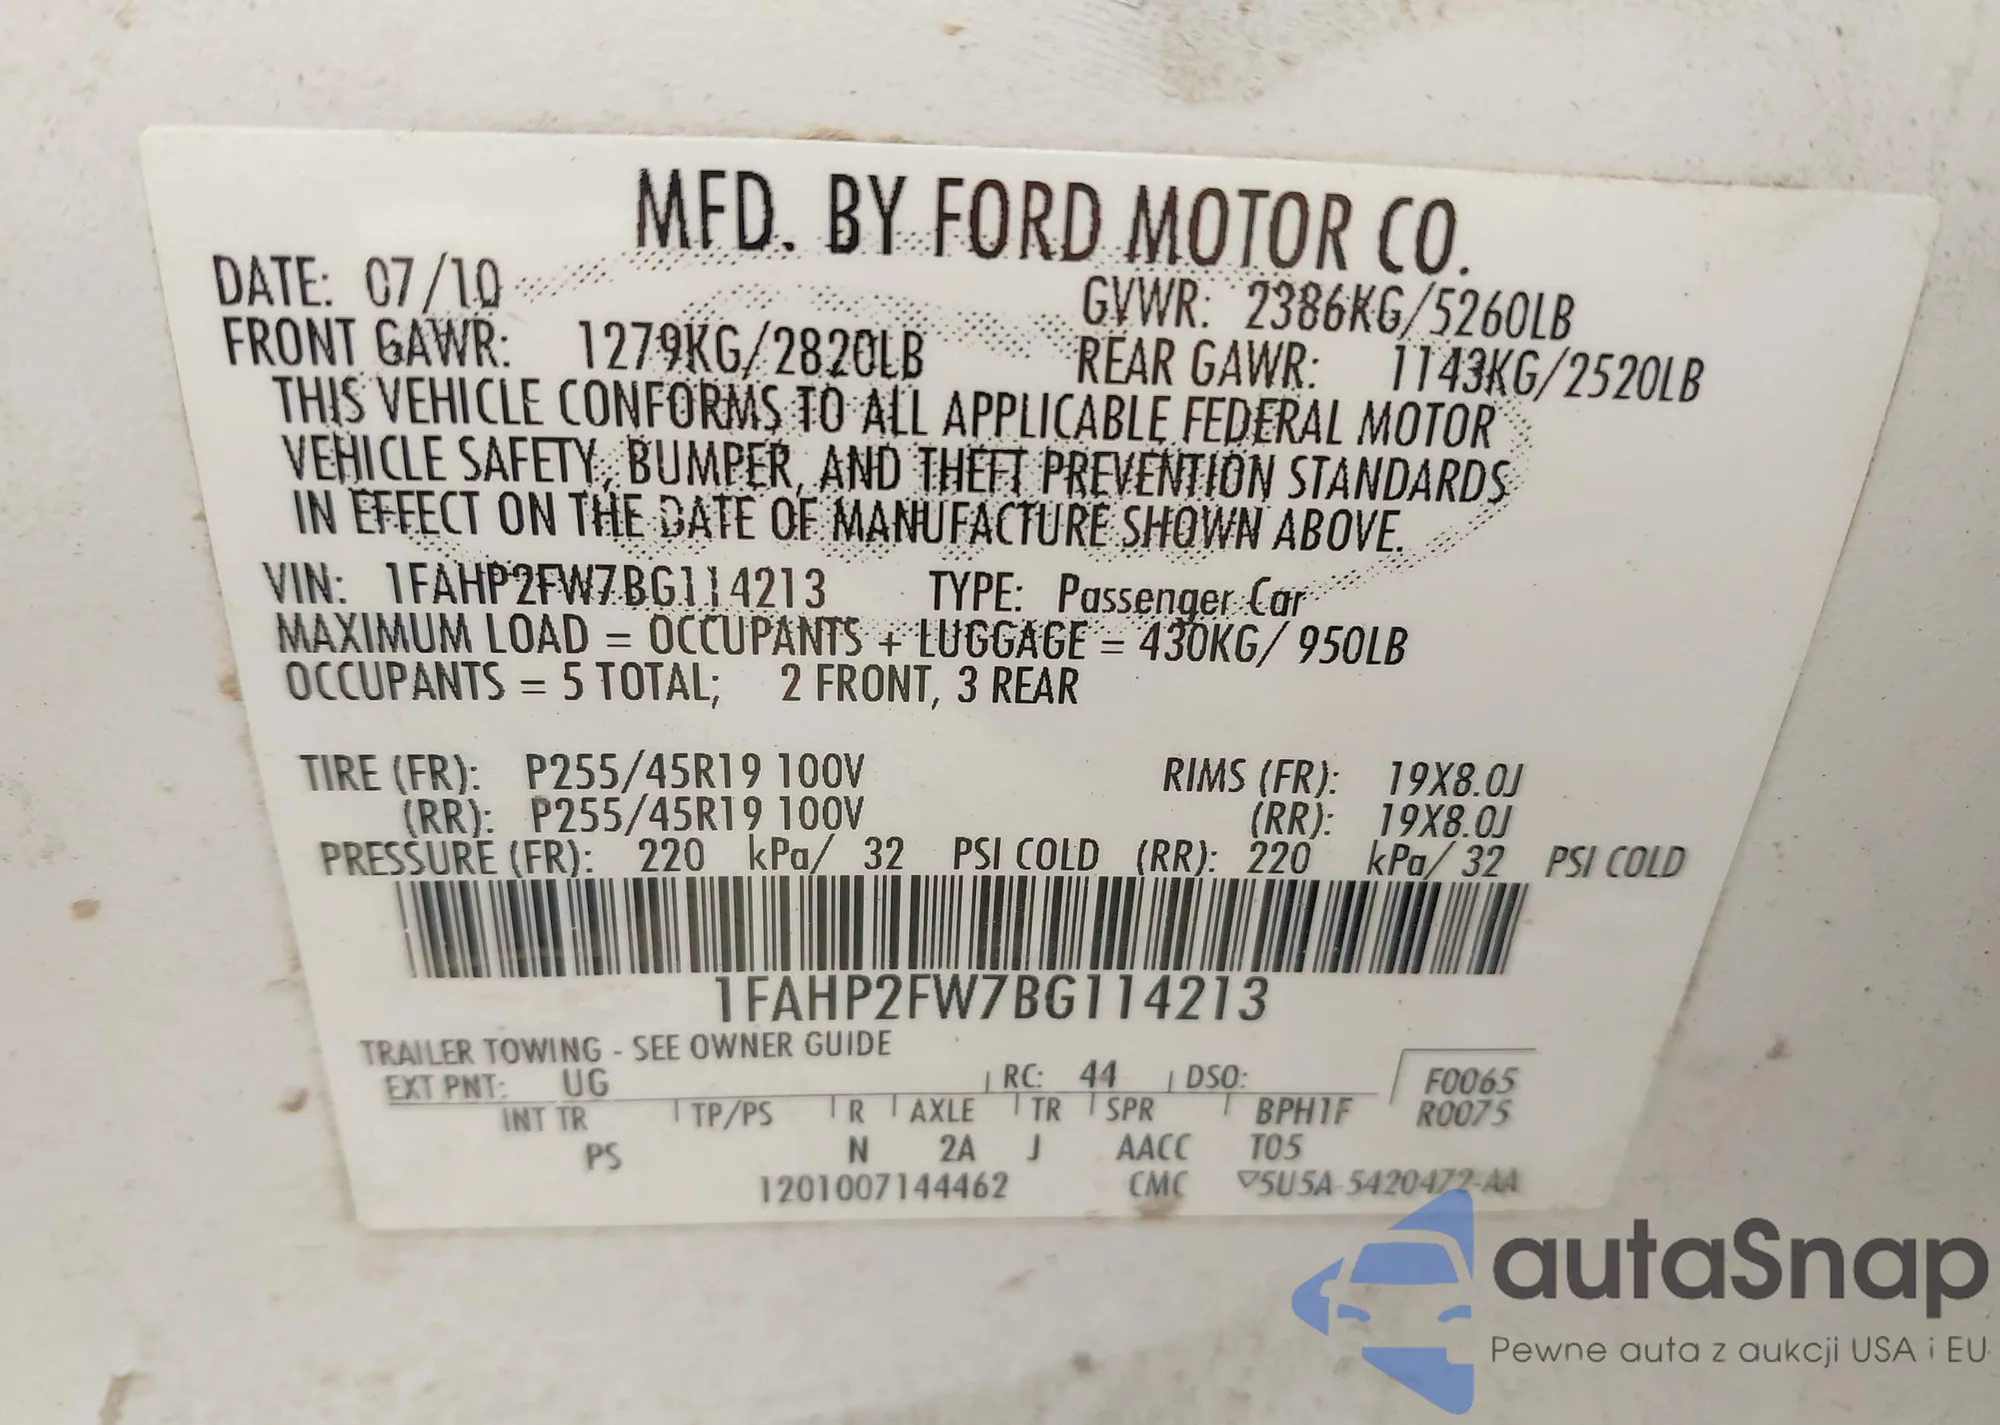 MFD. BY FORD MOTOR CO.
DATE: 07/10
GVWR: 2386KG/5260LB
FRONT GAWR: 1279KG/2820LB
REAR GAWR: 1143KG/2520LB
THIS VEHICLE CONFORMS TO ALL APPLICABLE FEDERAL MOTOR
VEHICLE SAFETY, BUMPER, AND THEFT PREVENTION STANDARDS
IN EFFECT ON THE DATE OF MANUFACTURE SHOWN ABOVE.
VIN: 1FAHP2FW7BG114213 TYPE: Passenger Car
MAXIMUM LOAD = OCCUPANTS + LUGGAGE = 430KG/ 950LB
OCCUPANTS = 5 TOTAL; 2 FRONT, 3 REAR
TIRE (FR): P255/45R19 100V RIMS (FR): 19X8.0J
(RR): P255/45R19 100V (RR): 19X8.0J
PRESSURE (FR): 220 kPa/ 32 PSI COLD (RR): 220 kPa/ 32 PSI COLD
1FAHP2FW7BG114213
TRAILER TOWING - SEE OWNER GUIDE
EXT PNT: UG RC: 44 DSO: F0065
INT TR TP/PS R AXLE TR SPR BPH1F R0075
PS N 2A J AACC T05
1201007144462 CMC ▽5U5A-5420472-AA
autaSnap
Pewne auta z aukcji USA i EU